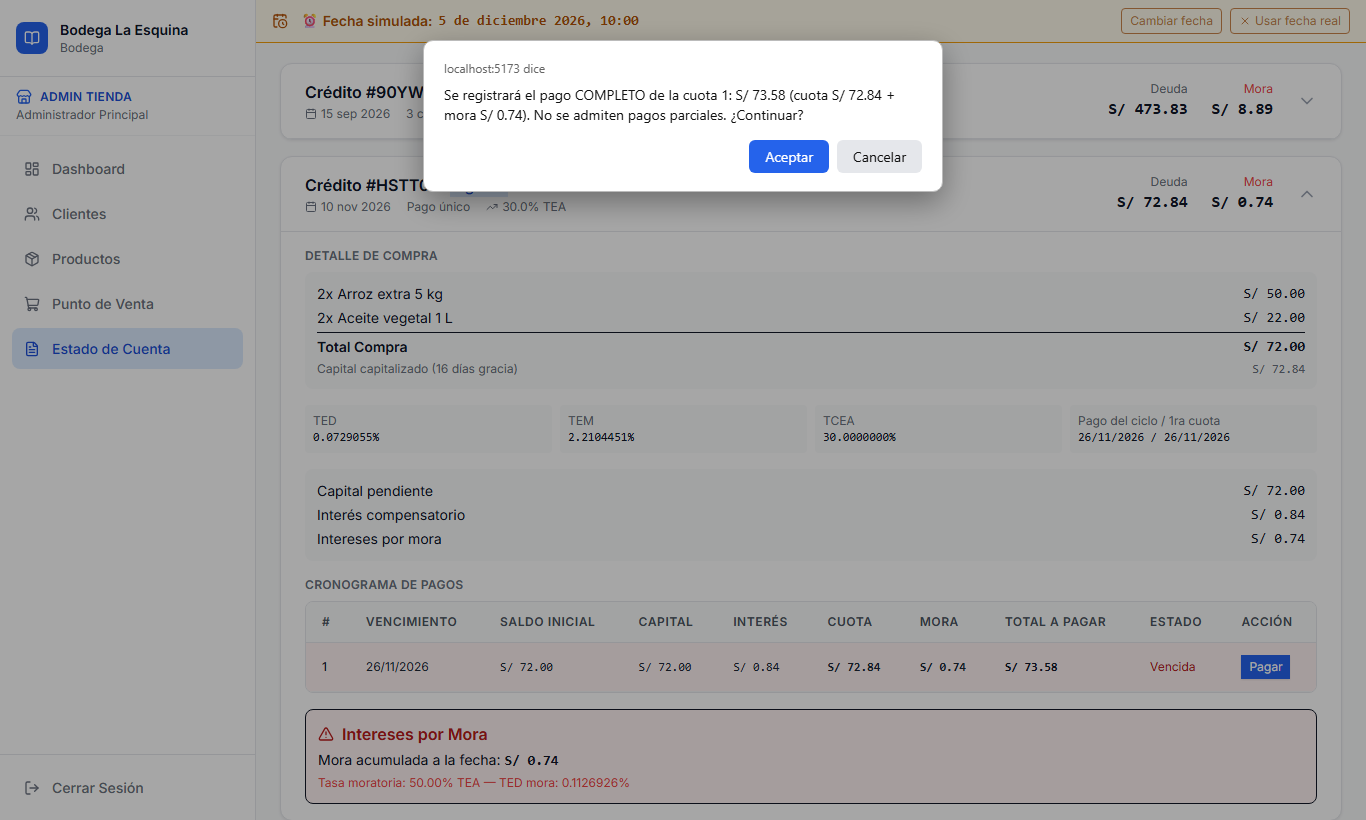 Bodega La Esquina
Bodega
ADMIN TIENDA
Administrador Principal
Dashboard
Clientes
Productos
Punto de Venta
Estado de Cuenta
Cerrar Sesión
Fecha simulada: 5 de diciembre 2026, 10:00
Cambiar fecha
× Usar fecha real
localhost:5173 dice
Se registrará el pago COMPLETO de la cuota 1: S/ 73.58 (cuota S/ 72.84 +
mora S/ 0.74). No se admiten pagos parciales. ¿Continuar?
Aceptar
Cancelar
Crédito #90YW
15 sep 2026 3 c
Deuda Mora
S/ 473.83 S/ 8.89
Crédito #HSTT
10 nov 2026 Pago único 30.0% TEA
Deuda Mora
S/ 72.84 S/ 0.74
DETALLE DE COMPRA
2x Arroz extra 5 kg S/ 50.00
2x Aceite vegetal 1 L S/ 22.00
Total Compra S/ 72.00
Capital capitalizado (16 días gracia) S/ 72.84
TED TEM TCEA Pago del ciclo / 1ra cuota
0.0729055% 2.2104451% 30.0000000% 26/11/2026 / 26/11/2026
Capital pendiente S/ 72.00
Interés compensatorio S/ 0.84
Intereses por mora S/ 0.74
CRONOGRAMA DE PAGOS
# VENCIMIENTO SALDO INICIAL CAPITAL INTERÉS CUOTA MORA TOTAL A PAGAR ESTADO ACCIÓN
1 26/11/2026 S/ 72.00 S/ 72.00 S/ 0.84 S/ 72.84 S/ 0.74 S/ 73.58 Vencida Pagar
Intereses por Mora
Mora acumulada a la fecha: S/ 0.74
Tasa moratoria: 50.00% TEA — TED mora: 0.1126926%